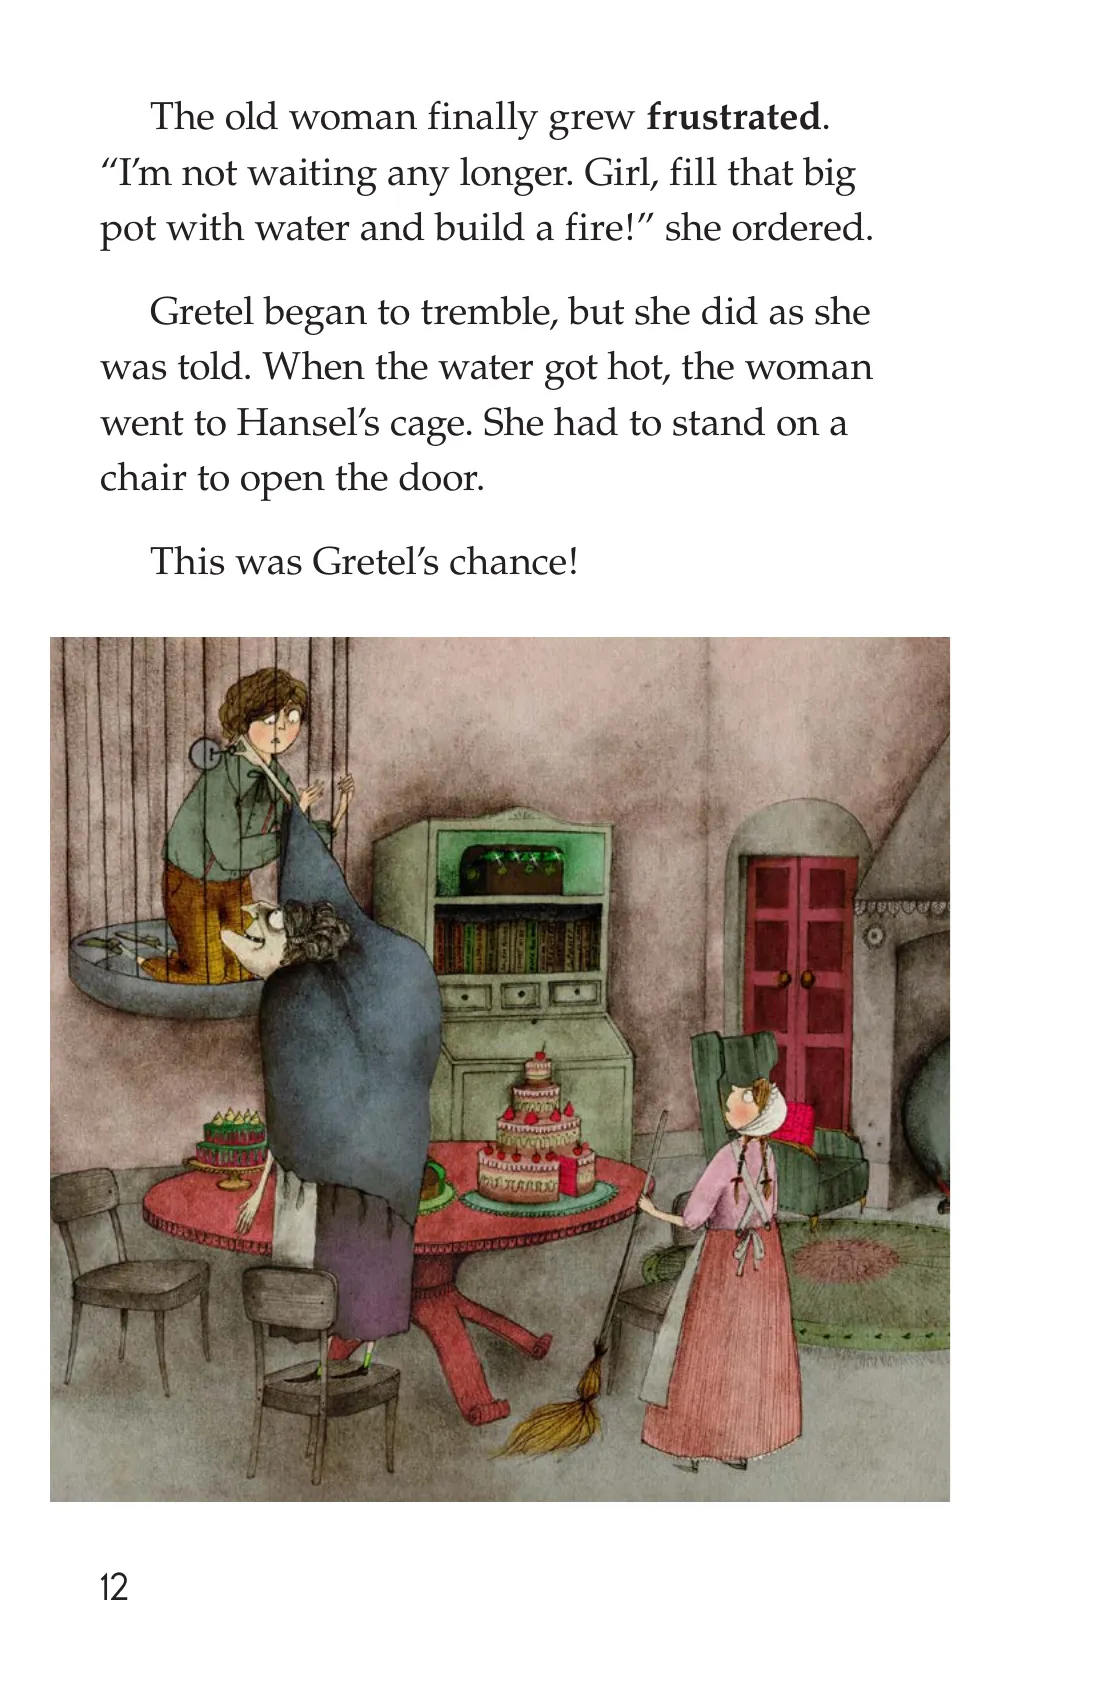 The old woman finally grew frustrated.
“I’m not waiting any longer. Girl, fill that big
pot with water and build a fire!” she ordered.
Gretel began to tremble, but she did as she
was told. When the water got hot, the woman
went to Hansel’s cage. She had to stand on a
chair to open the door.
This was Gretel’s chance!
12